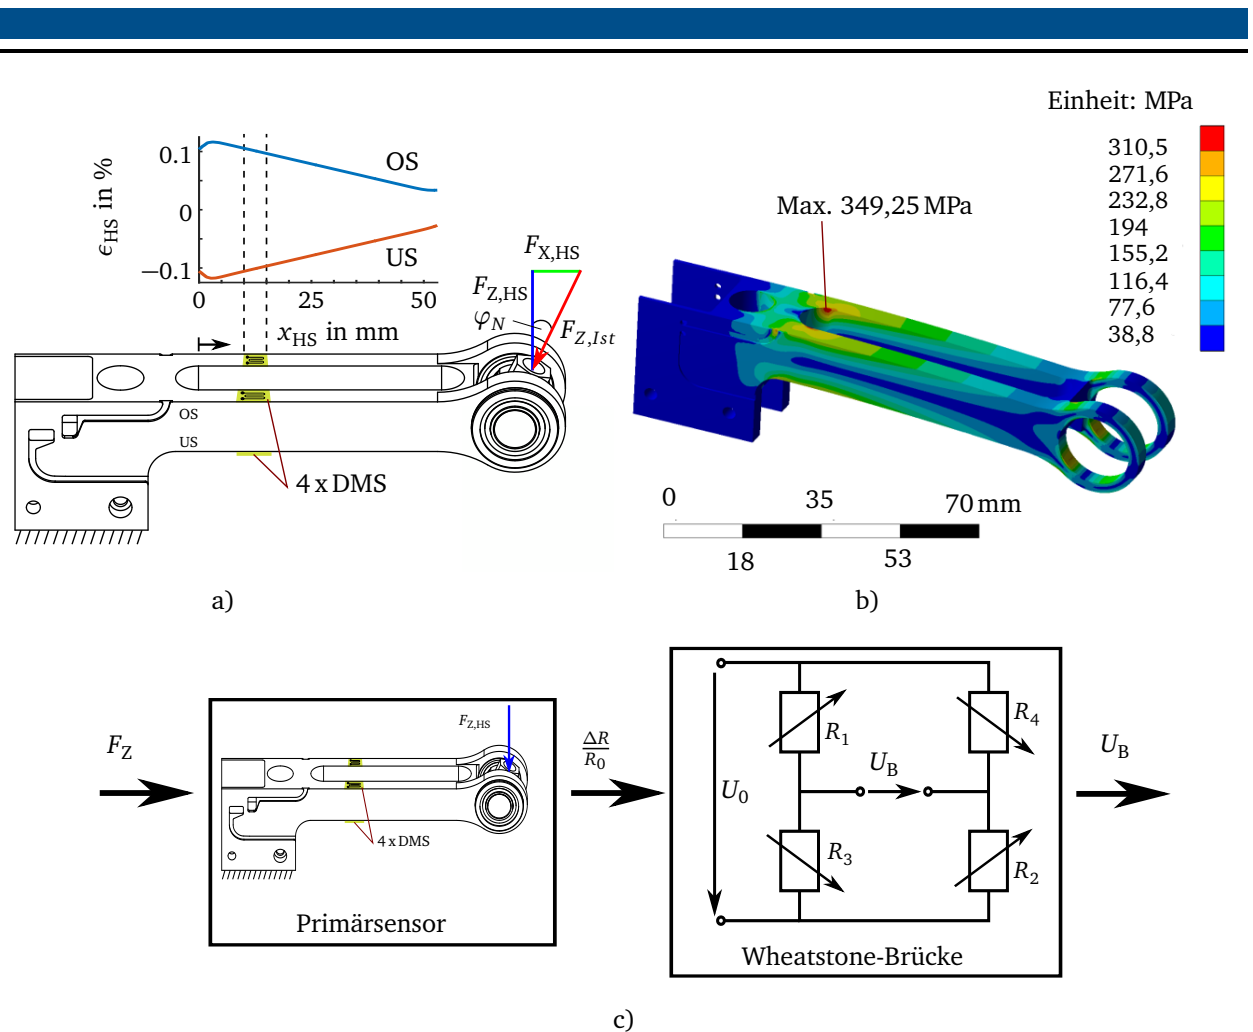 0.1
0
−0.1
ϵHS in %
OS
US
0
25
50
xHS in mm
FX,HS
FZ,HS
φN
FZ,Ist
OS
US
4 x DMS
a)
Einheit: MPa
310,5
271,6
232,8
194
155,2
116,4
77,6
38,8
Max. 349,25 MPa
0
35
70 mm
18
53
b)
FZ
FZ,HS
4 x DMS
Primärsensor
ΔR
R0
U0
R1
R4
UB
R3
R2
Wheatstone-Brücke
UB
c)